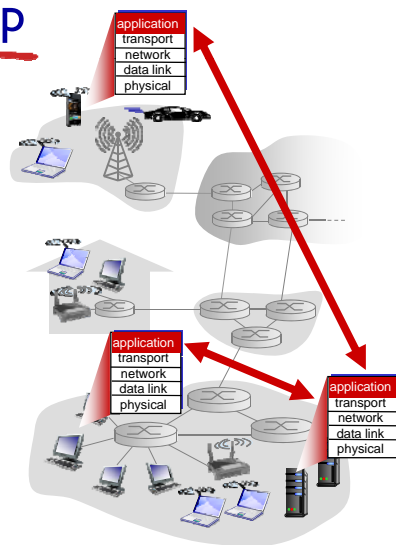 p
application
transport
network
data link
physical
application
transport
network
data link
physical
application
transport
network
data link
physical